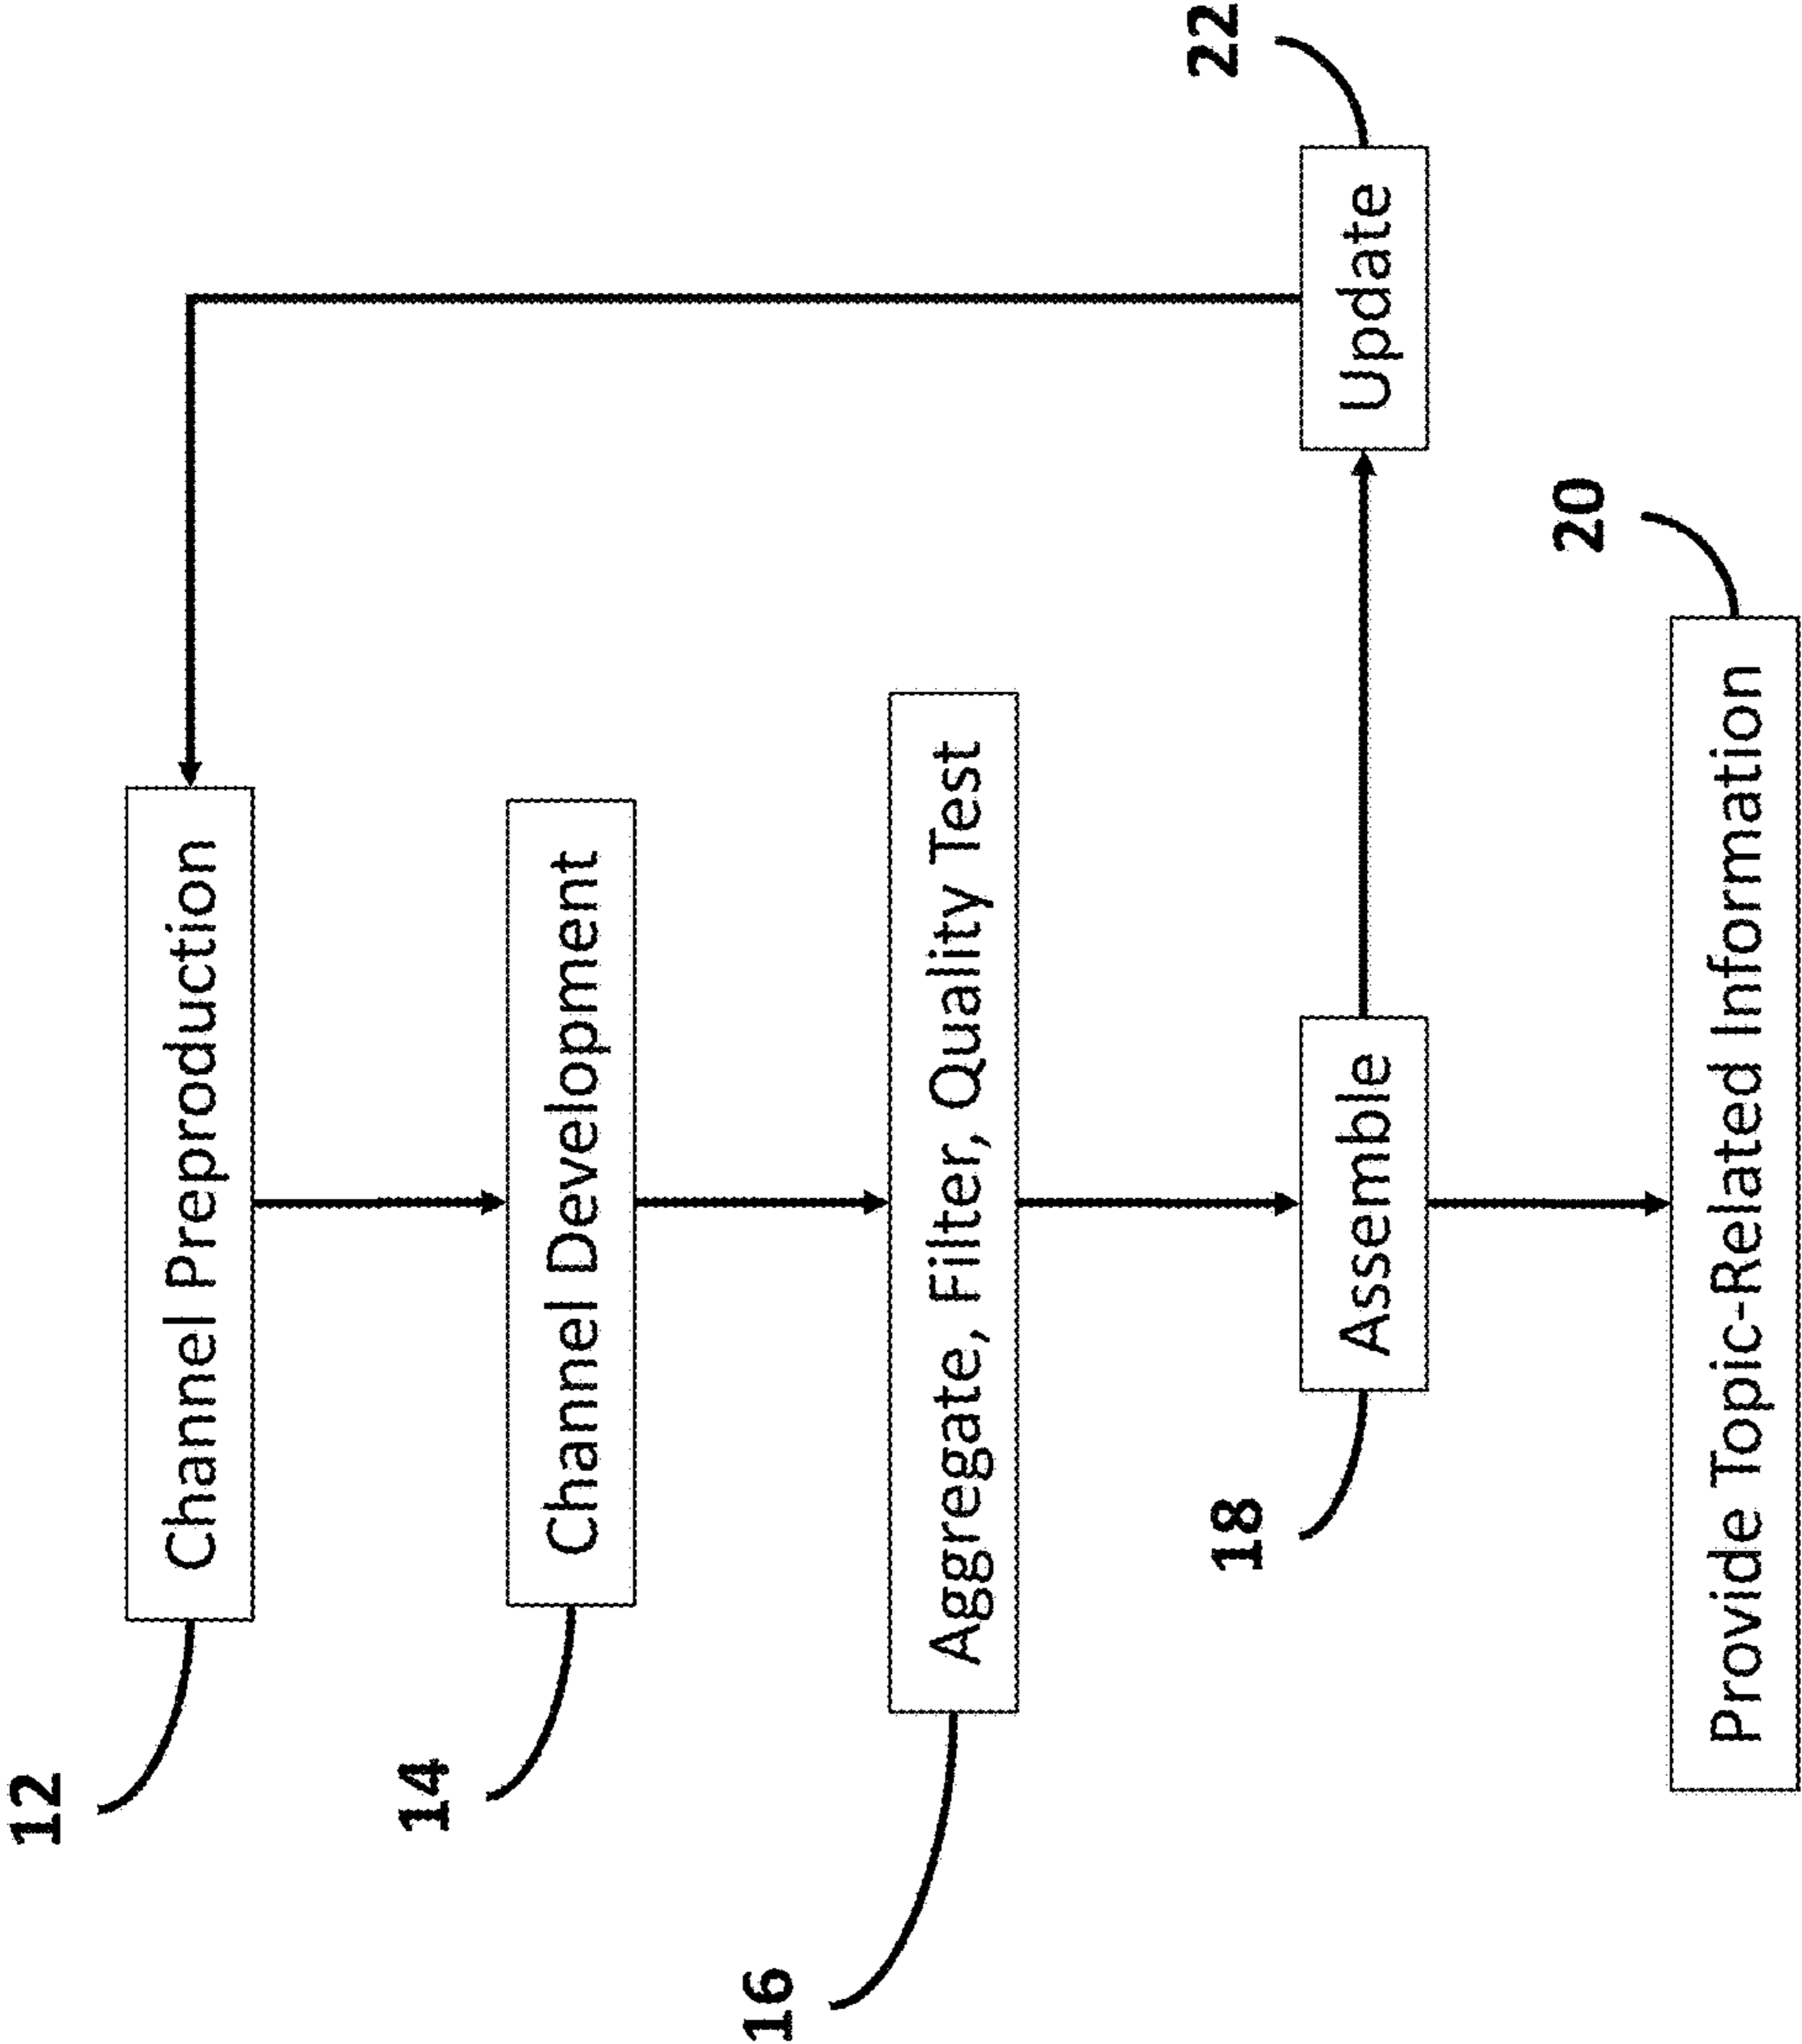 12
Channel Preproduction
14
Channel Development
16
Aggregate, Filter, Quality Test
18
Assemble
Update
22
Provide Topic-Related Information
20